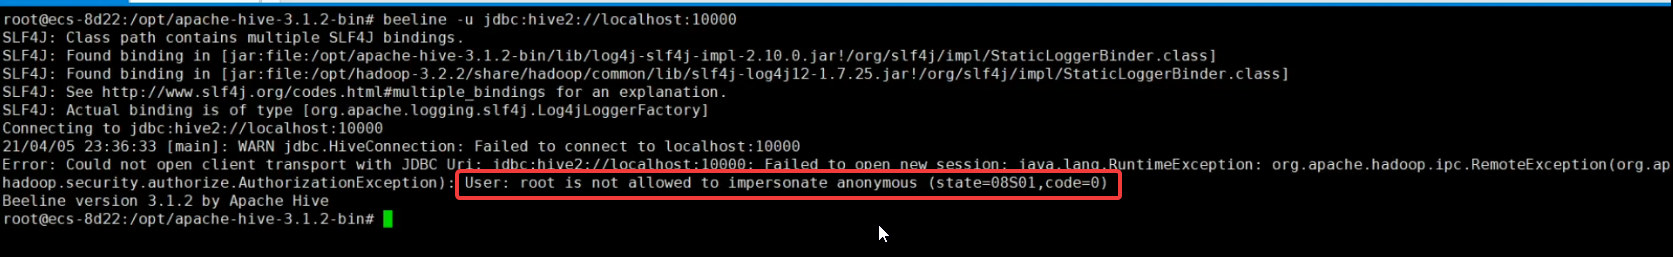 root@ecs-8d22:/opt/apache-hive-3.1.2-bin# beeline -u jdbc:hive2://localhost:10000
SLF4J: Class path contains multiple SLF4J bindings.
SLF4J: Found binding in [jar:file:/opt/apache-hive-3.1.2-bin/lib/log4j-slf4j-impl-2.10.0.jar!/org/slf4j/impl/StaticLoggerBinder.class]
SLF4J: Found binding in [jar:file:/opt/hadoop-3.2.2/share/hadoop/common/lib/slf4j-log4j12-1.7.25.jar!/org/slf4j/impl/StaticLoggerBinder.class]
SLF4J: See http://www.slf4j.org/codes.html#multiple_bindings for an explanation.
SLF4J: Actual binding is of type [org.apache.logging.slf4j.Log4jLoggerFactory]
Connecting to jdbc:hive2://localhost:10000
21/04/05 23:36:33 [main]: WARN jdbc.HiveConnection: Failed to connect to localhost:10000
Error: Could not open client transport with JDBC Uri: jdbc:hive2://localhost:10000: Failed to open new session: java.lang.RuntimeException: org.apache.hadoop.ipc.RemoteException(org.ap
hadoop.security.authorize.AuthorizationException): User: root is not allowed to impersonate anonymous (state=08S01,code=0)
Beeline version 3.1.2 by Apache Hive
root@ecs-8d22:/opt/apache-hive-3.1.2-bin#